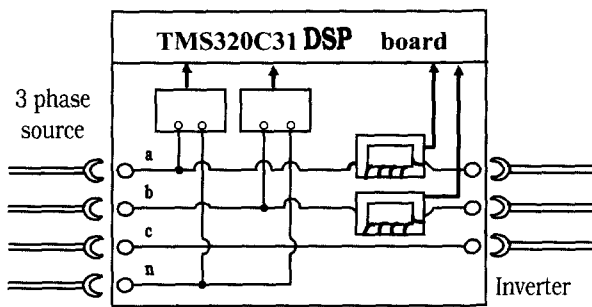 TMS320C31 DSP board
3 phase
source
a
b
c
n
Inverter